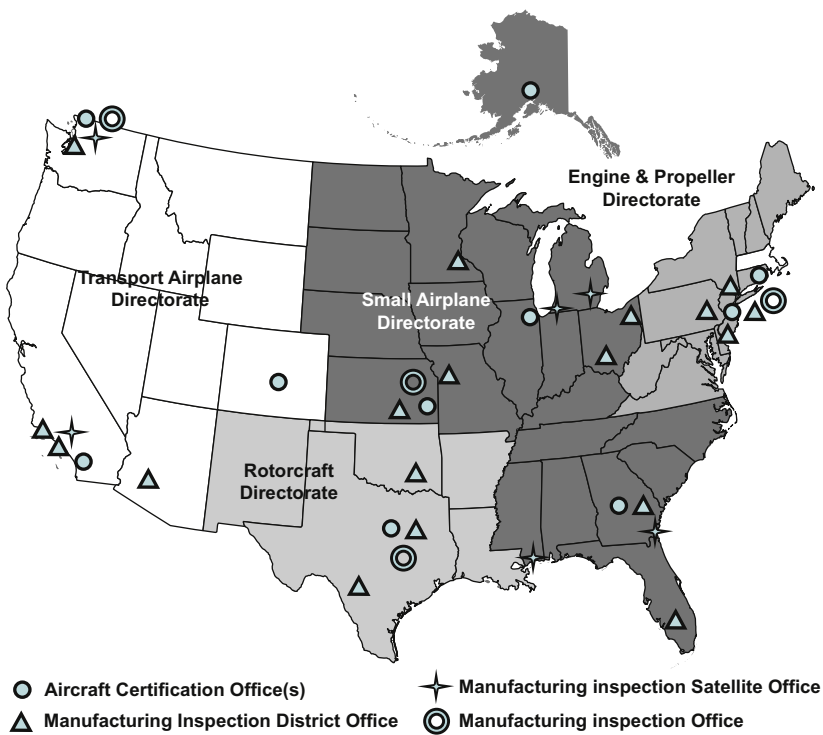 Engine & Propeller
Directorate
Transport Airplane
Directorate
Small Airplane
Directorate
Rotorcraft
Directorate
Aircraft Certification Office(s)
Manufacturing inspection Satellite Office
Manufacturing Inspection District Office
Manufacturing inspection Office